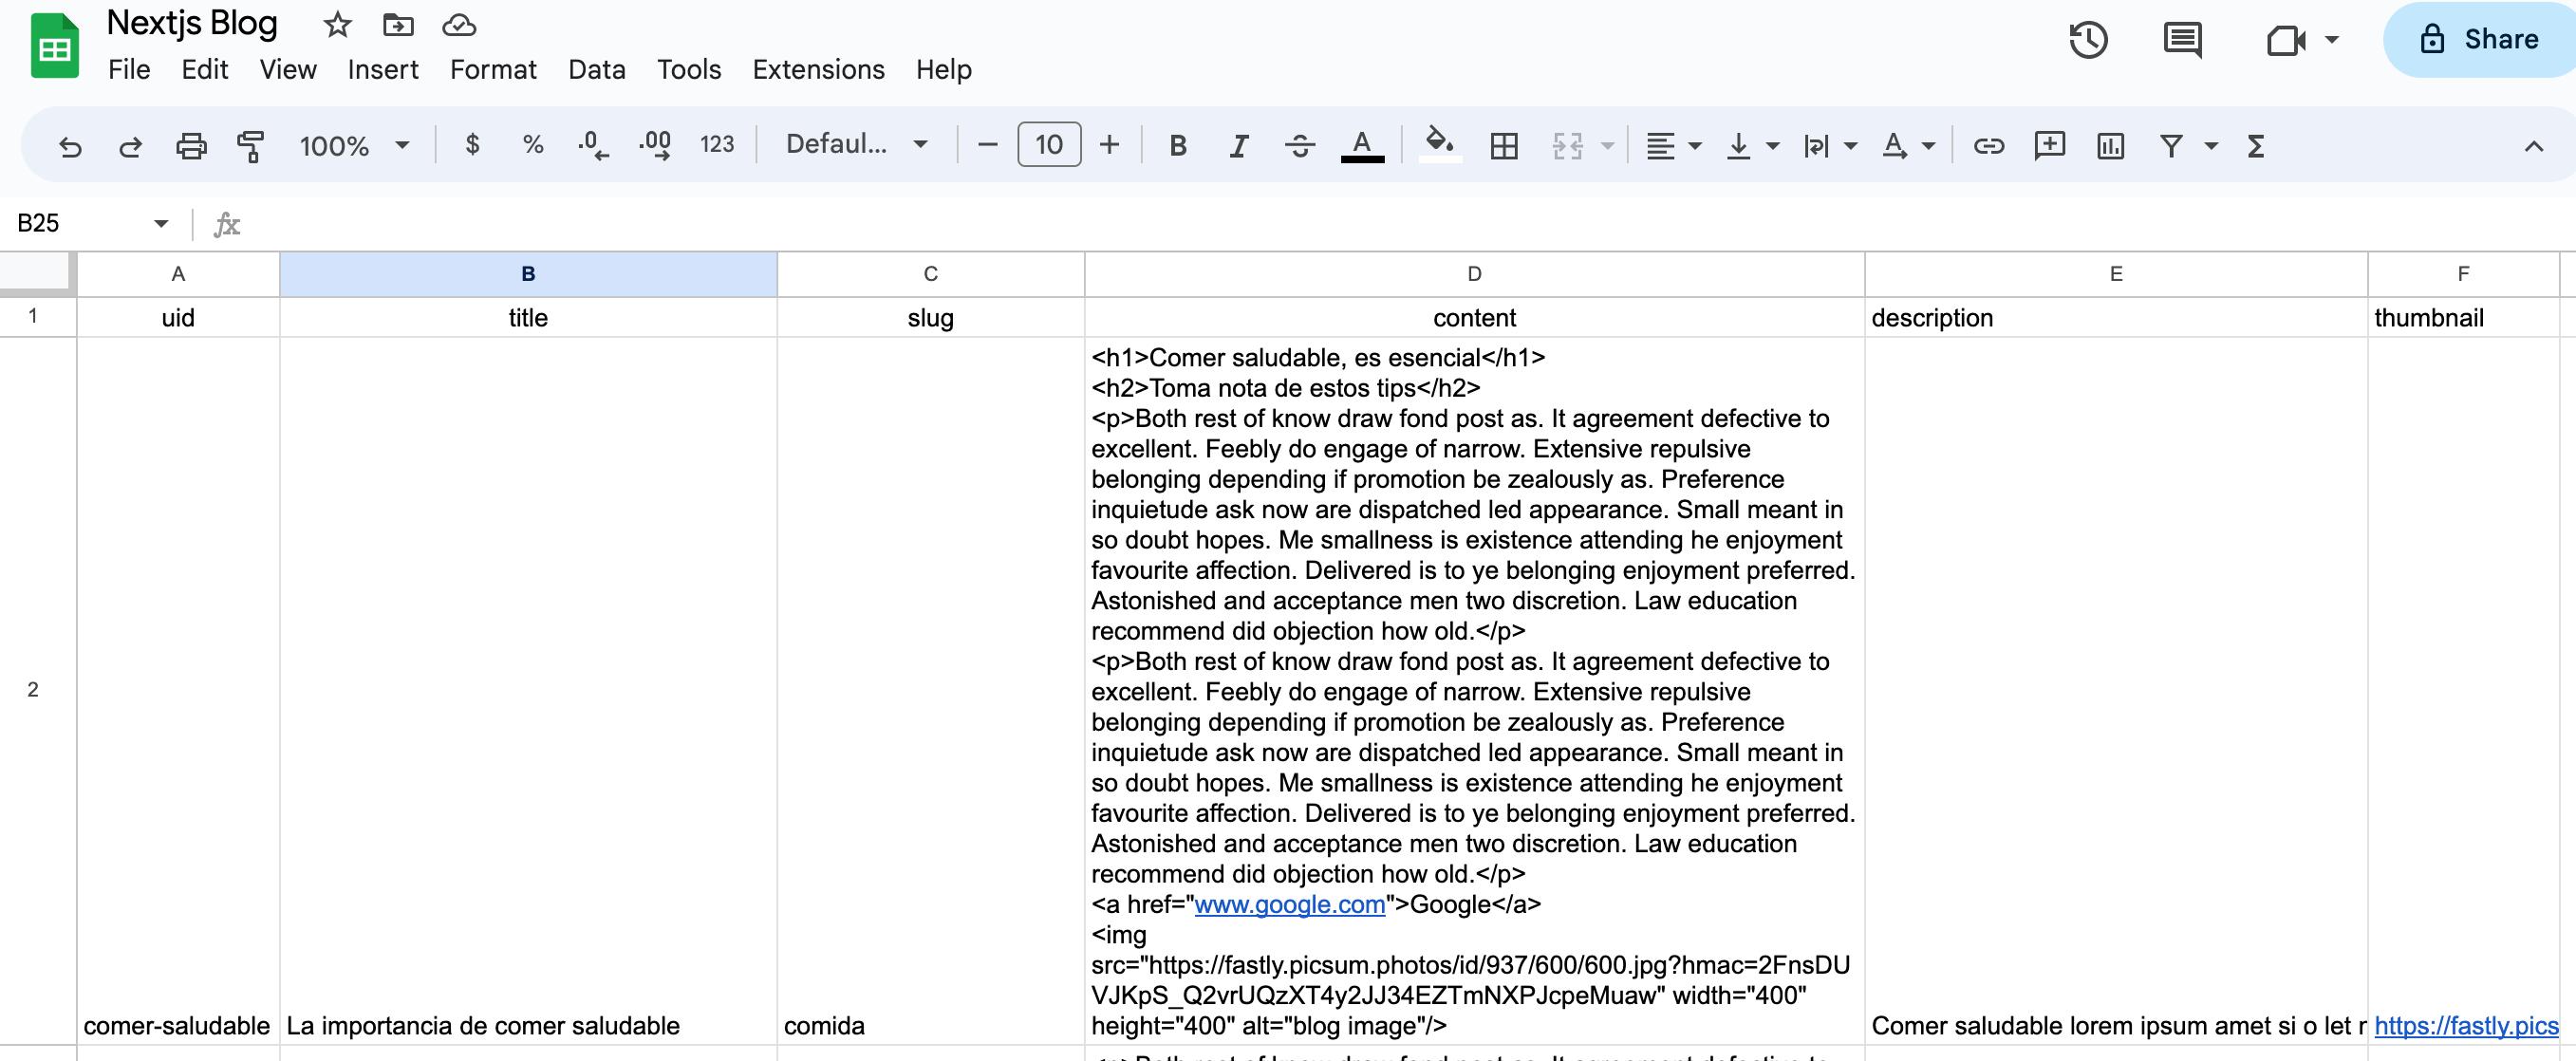 Nextjs Blog
File Edit View Insert Format Data Tools Extensions Help
Share
100% $ % .0 .00 123 Defaul... 10 B I S A A Σ
B25 fx
A B C D E F
1 uid title slug content description thumbnail
<h1>Comer saludable, es esencial</h1>
<h2>Toma nota de estos tips</h2>
<p>Both rest of know draw fond post as. It agreement defective to
excellent. Feebly do engage of narrow. Extensive repulsive
belonging depending if promotion be zealously as. Preference
inquietude ask now are dispatched led appearance. Small meant in
so doubt hopes. Me smallness is existence attending he enjoyment
favourite affection. Delivered is to ye belonging enjoyment preferred.
Astonished and acceptance men two discretion. Law education
recommend did objection how old.</p>
<p>Both rest of know draw fond post as. It agreement defective to
excellent. Feebly do engage of narrow. Extensive repulsive
2
belonging depending if promotion be zealously as. Preference
inquietude ask now are dispatched led appearance. Small meant in
so doubt hopes. Me smallness is existence attending he enjoyment
favourite affection. Delivered is to ye belonging enjoyment preferred.
Astonished and acceptance men two discretion. Law education
recommend did objection how old.</p>
<a href="www.google.com">Google</a>
<img
src="https://fastly.picsum.photos/id/937/600/600.jpg?hmac=2FnsDU
VJKpS_Q2vrUQzXT4y2JJ34EZTmNXPJcpeMuaw" width="400"
height="400" alt="blog image"/>
comer-saludable La importancia de comer saludable comida Comer saludable lorem ipsum amet si o let r https://fastly.pics